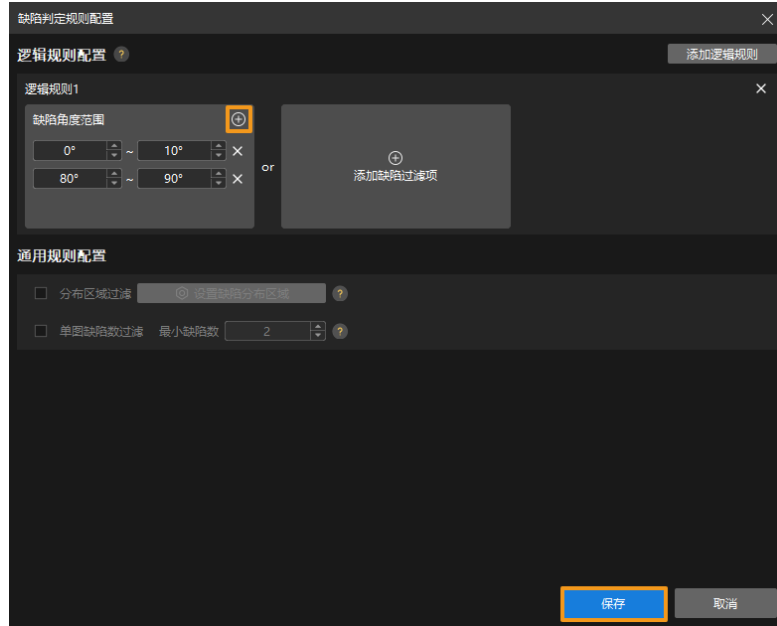 缺陷判定规则配置
逻辑规则配置 ?
添加逻辑规则
逻辑规则1
缺陷角度范围
0° ~ 10°
80° ~ 90°
or
添加缺陷过滤项
通用规则配置
分布区域过滤 设置缺陷分布区域 ?
单图缺陷数过滤 最小缺陷数 2 ?
保存 取消